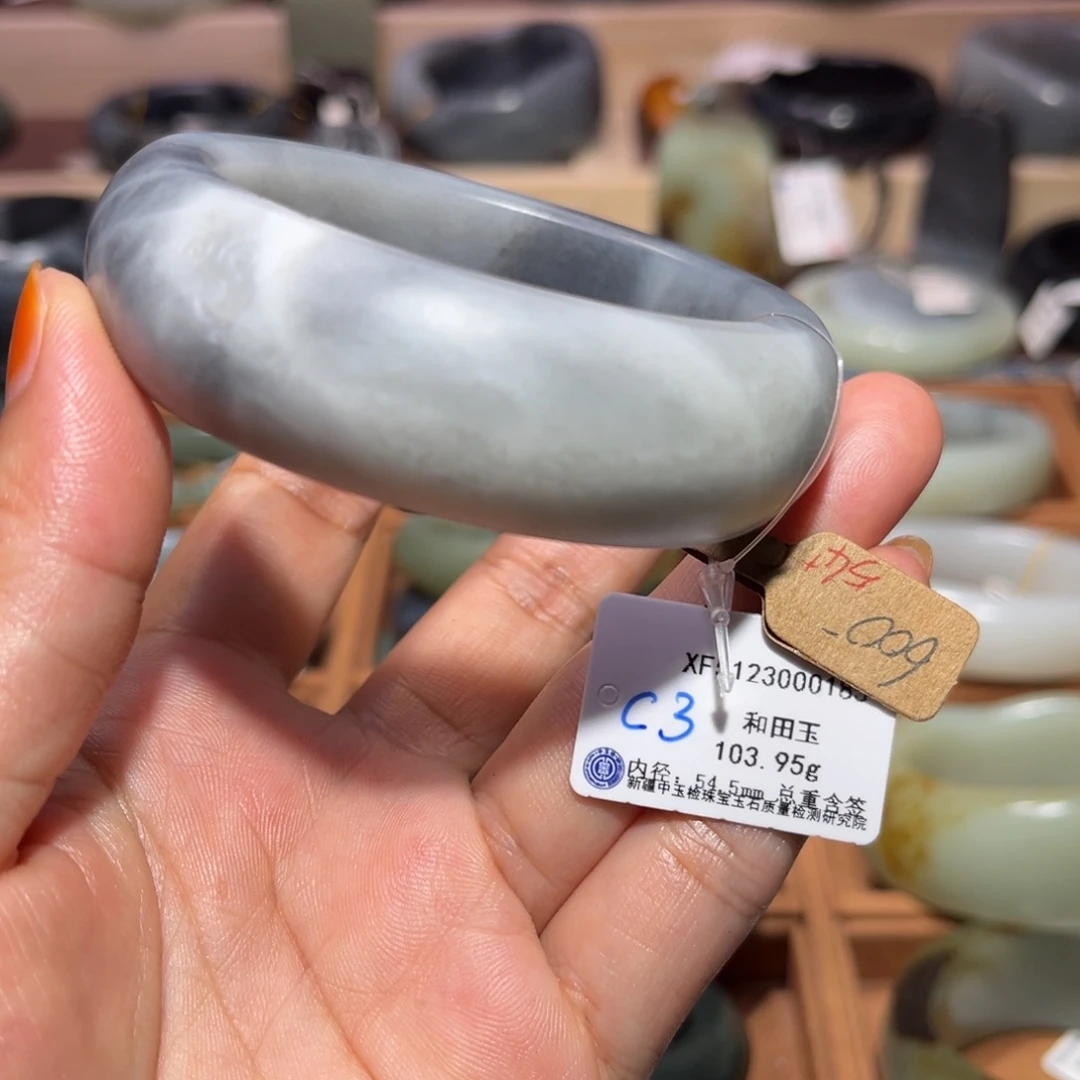 54+
600-
C3
和田玉
103.95g
内径：54.5mm 总重含签
新疆中玉检珠宝玉石质量检测研究院